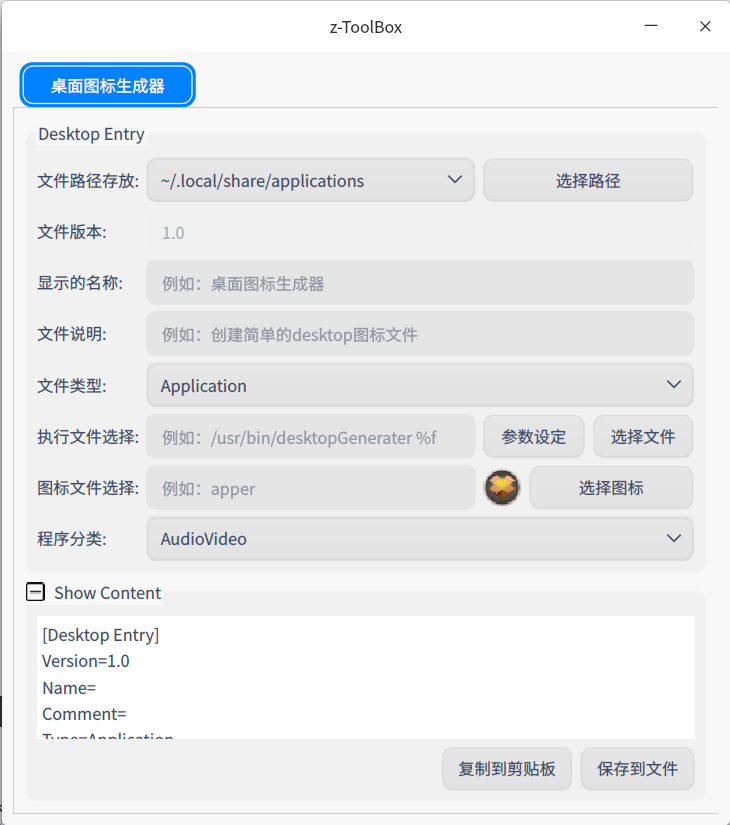 z-ToolBox
桌面图标生成器
Desktop Entry
文件路径存放: ~/.local/share/applications 选择路径
文件版本: 1.0
显示的名称: 例如：桌面图标生成器
文件说明: 例如：创建简单的desktop图标文件
文件类型: Application
执行文件选择: 例如：/usr/bin/desktopGenerater %f 参数设定 选择文件
图标文件选择: 例如：apper 选择图标
程序分类: AudioVideo
Show Content
[Desktop Entry]
Version=1.0
Name=
Comment=
Type=Application
复制到剪贴板 保存到文件